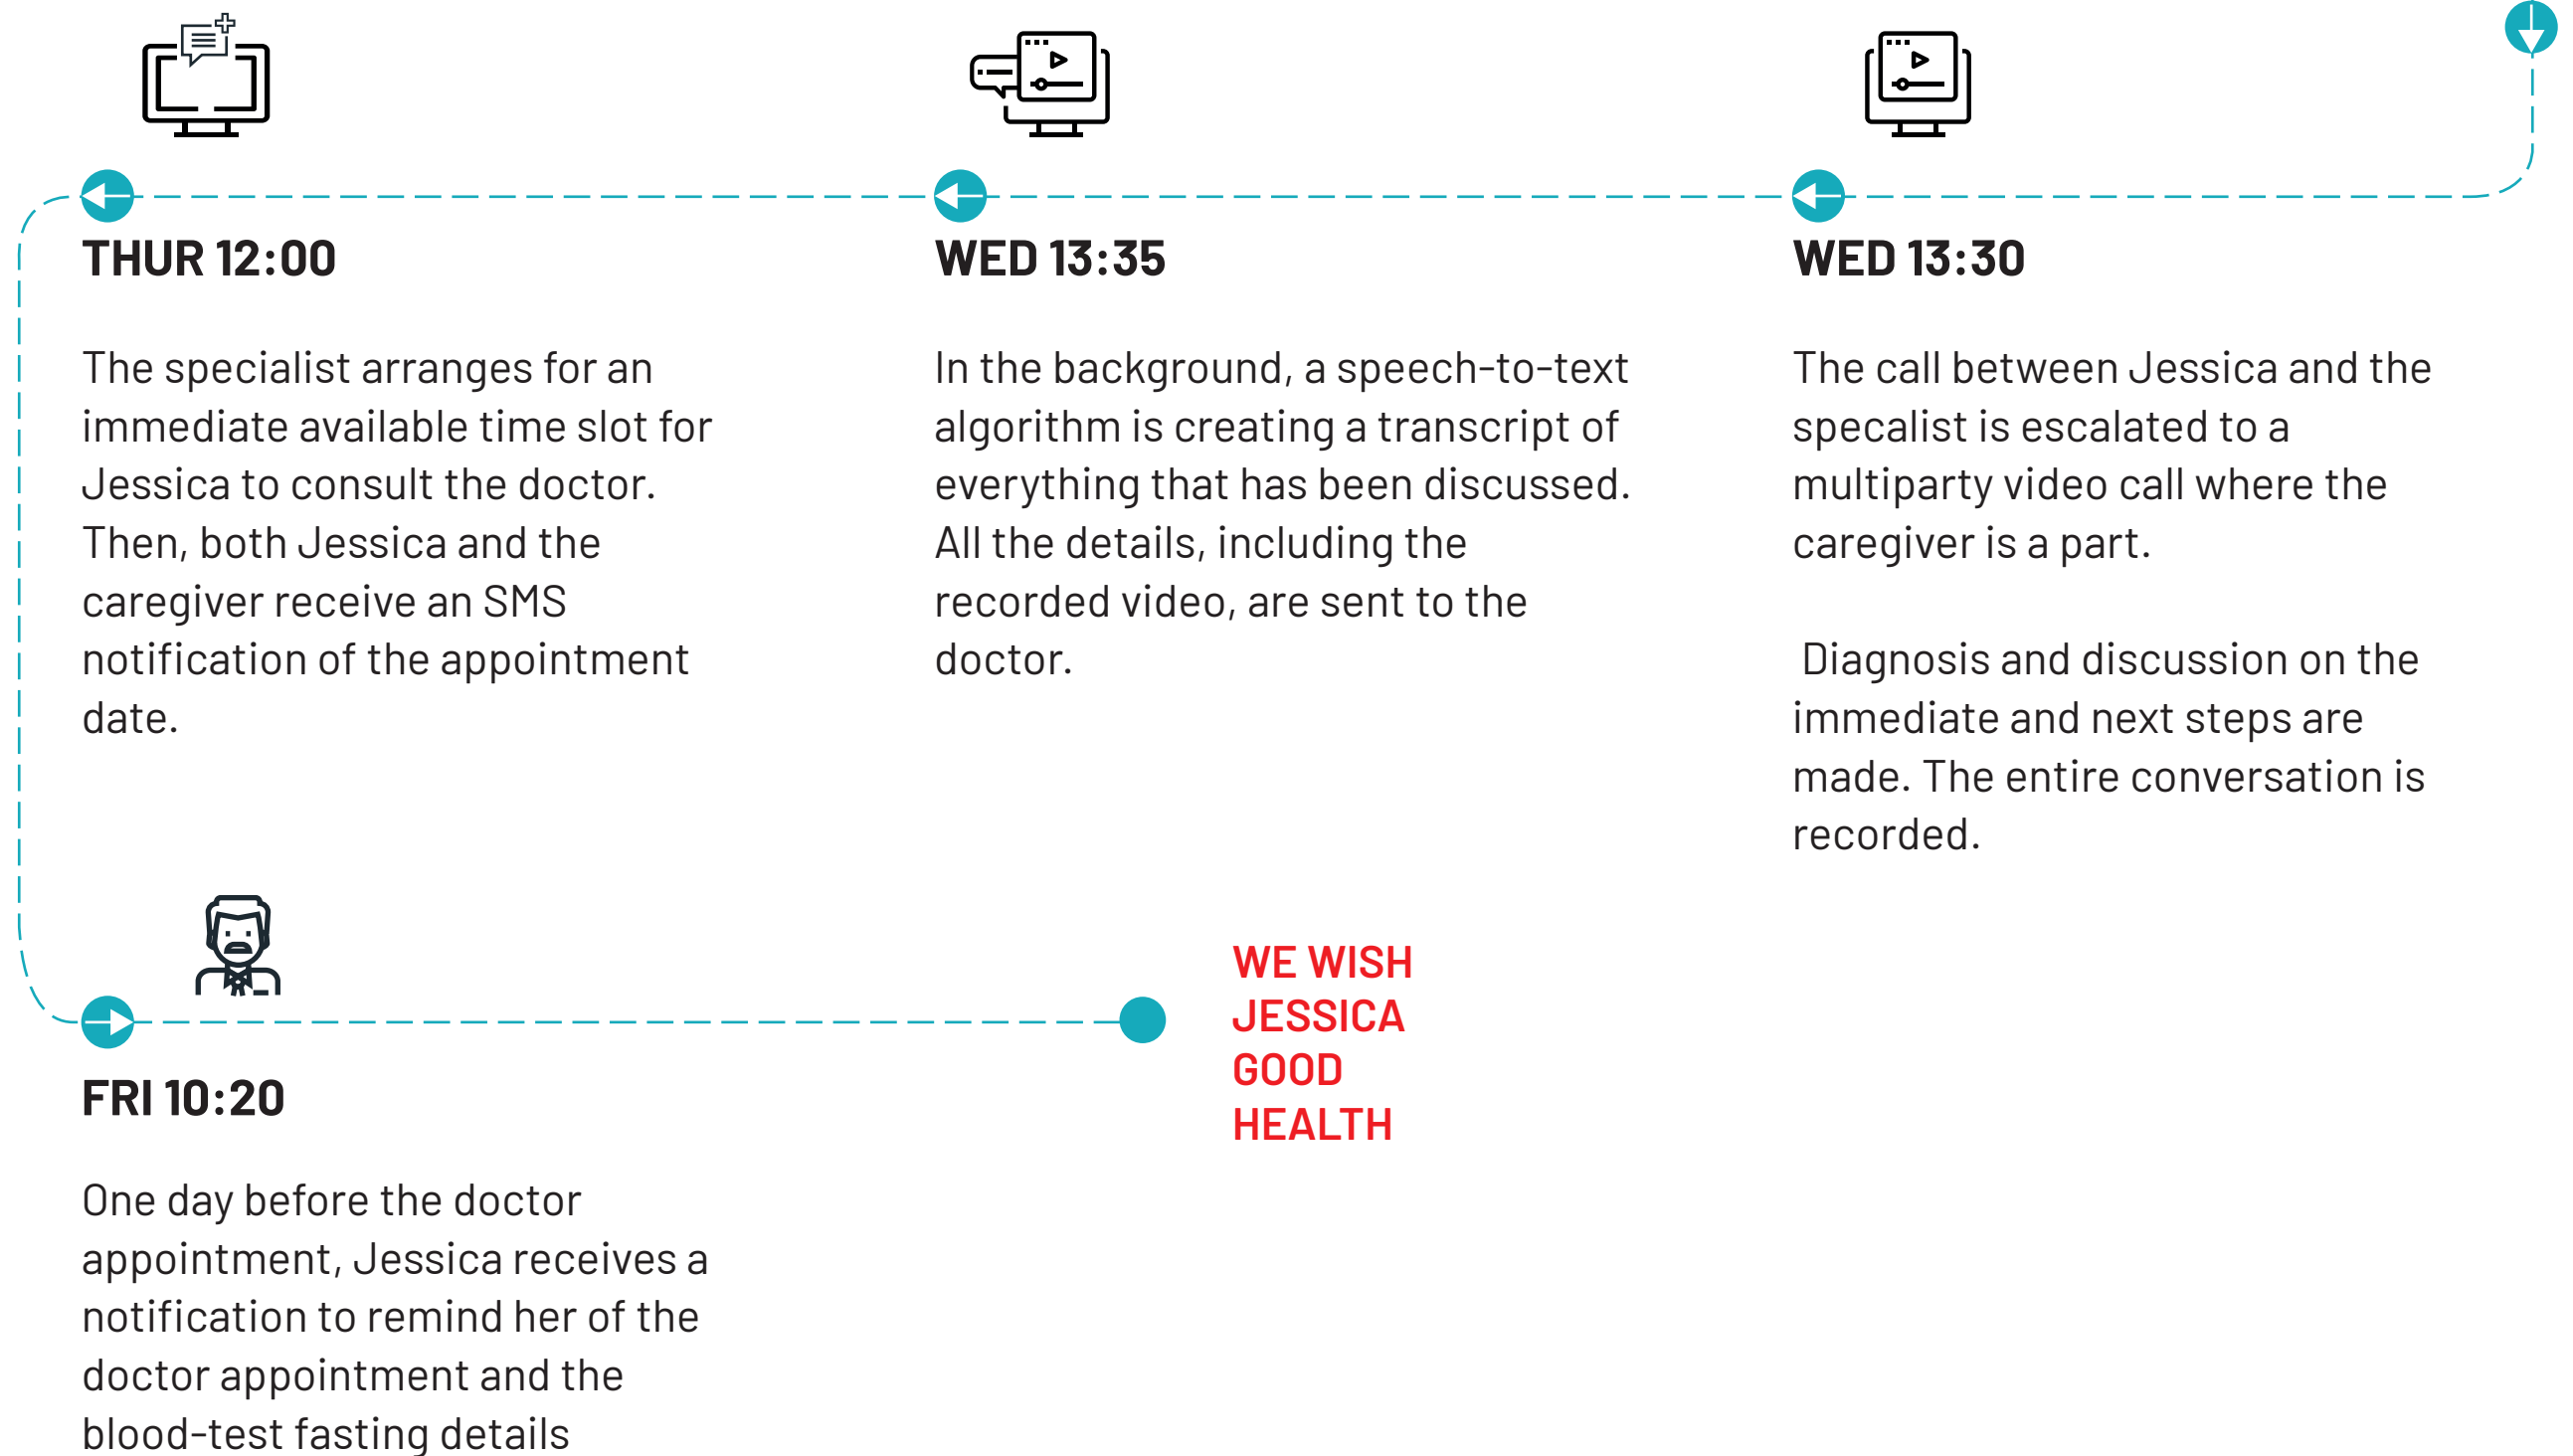 THUR 12:00
The specialist arranges for an
immediate available time slot for
Jessica to consult the doctor.
Then, both Jessica and the
caregiver receive an SMS
notification of the appointment
date.
WED 13:35
In the background, a speech-to-text
algorithm is creating a transcript of
everything that has been discussed.
All the details, including the
recorded video, are sent to the
doctor.
WED 13:30
The call between Jessica and the
specalist is escalated to a
multiparty video call where the
caregiver is a part.
Diagnosis and discussion on the
immediate and next steps are
made. The entire conversation is
recorded.
FRI 10:20
One day before the doctor
appointment, Jessica receives a
notification to remind her of the
doctor appointment and the
blood-test fasting details
WE WISH
JESSICA
GOOD
HEALTH